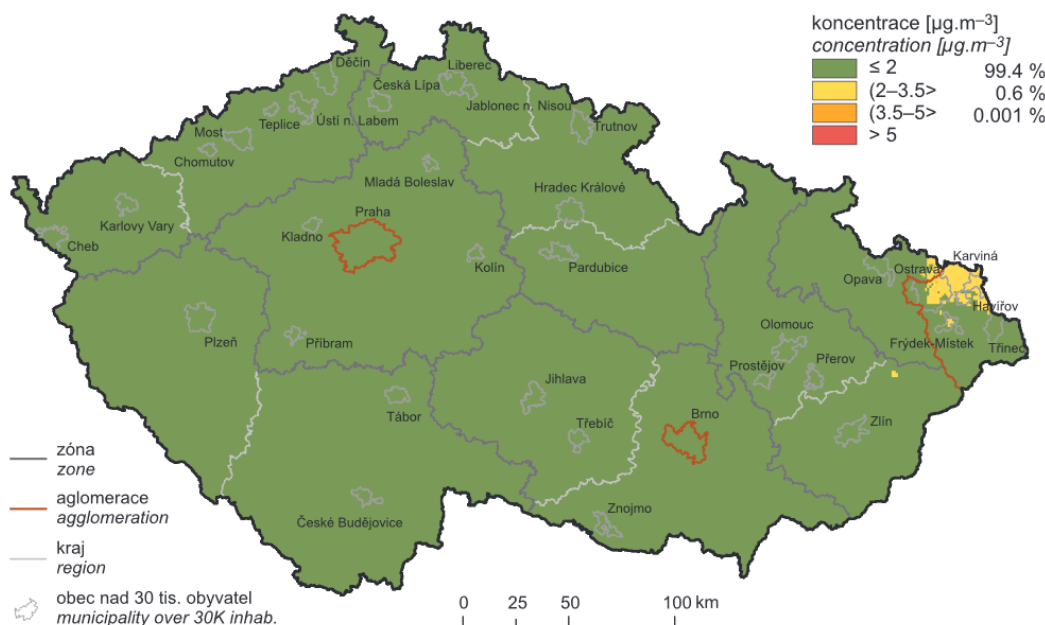 koncentrace [µg.m–3]
concentration [µg.m–3]
≤ 2 99.4 %
(2–3.5> 0.6 %
(3.5–5> 0.001 %
> 5
Děčín
Liberec
Česká Lípa
Jablonec n. Nisou
Teplice
Ústí n. Labem
Trutnov
Most
Chomutov
Mladá Boleslav
Hradec Králové
Karlovy Vary
Praha
Kladno
Cheb
Kolín
Pardubice
Karviná
Ostrava
Opava
Havířov
Plzeň
Příbram
Olomouc
Frýdek-Místek
Třinec
Prostějov
Přerov
Jihlava
Tábor
Třebíč
Brno
Zlín
Znojmo
České Budějovice
zóna
zone
aglomerace
agglomeration
kraj
region
obec nad 30 tis. obyvatel
municipality over 30K inhab.
0 25 50 100 km